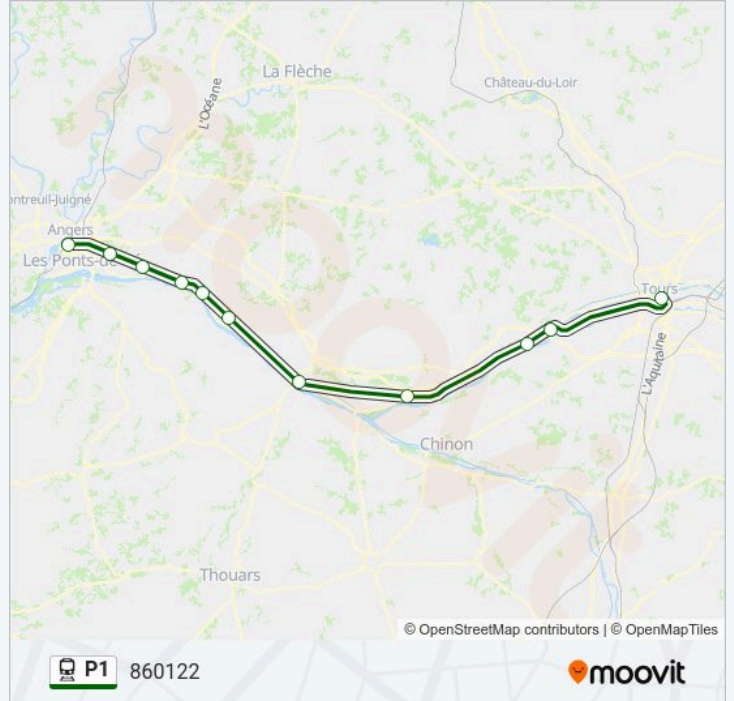 La Flèche
Château-du-Loir
L'Océane
ontreuil-Juigné
Angers
Les Ponts-de-
Tours
L'Aquitaine
Chinon
Thouars
moovit
© OpenStreetMap contributors | © OpenMapTiles
P1 860122 moovit